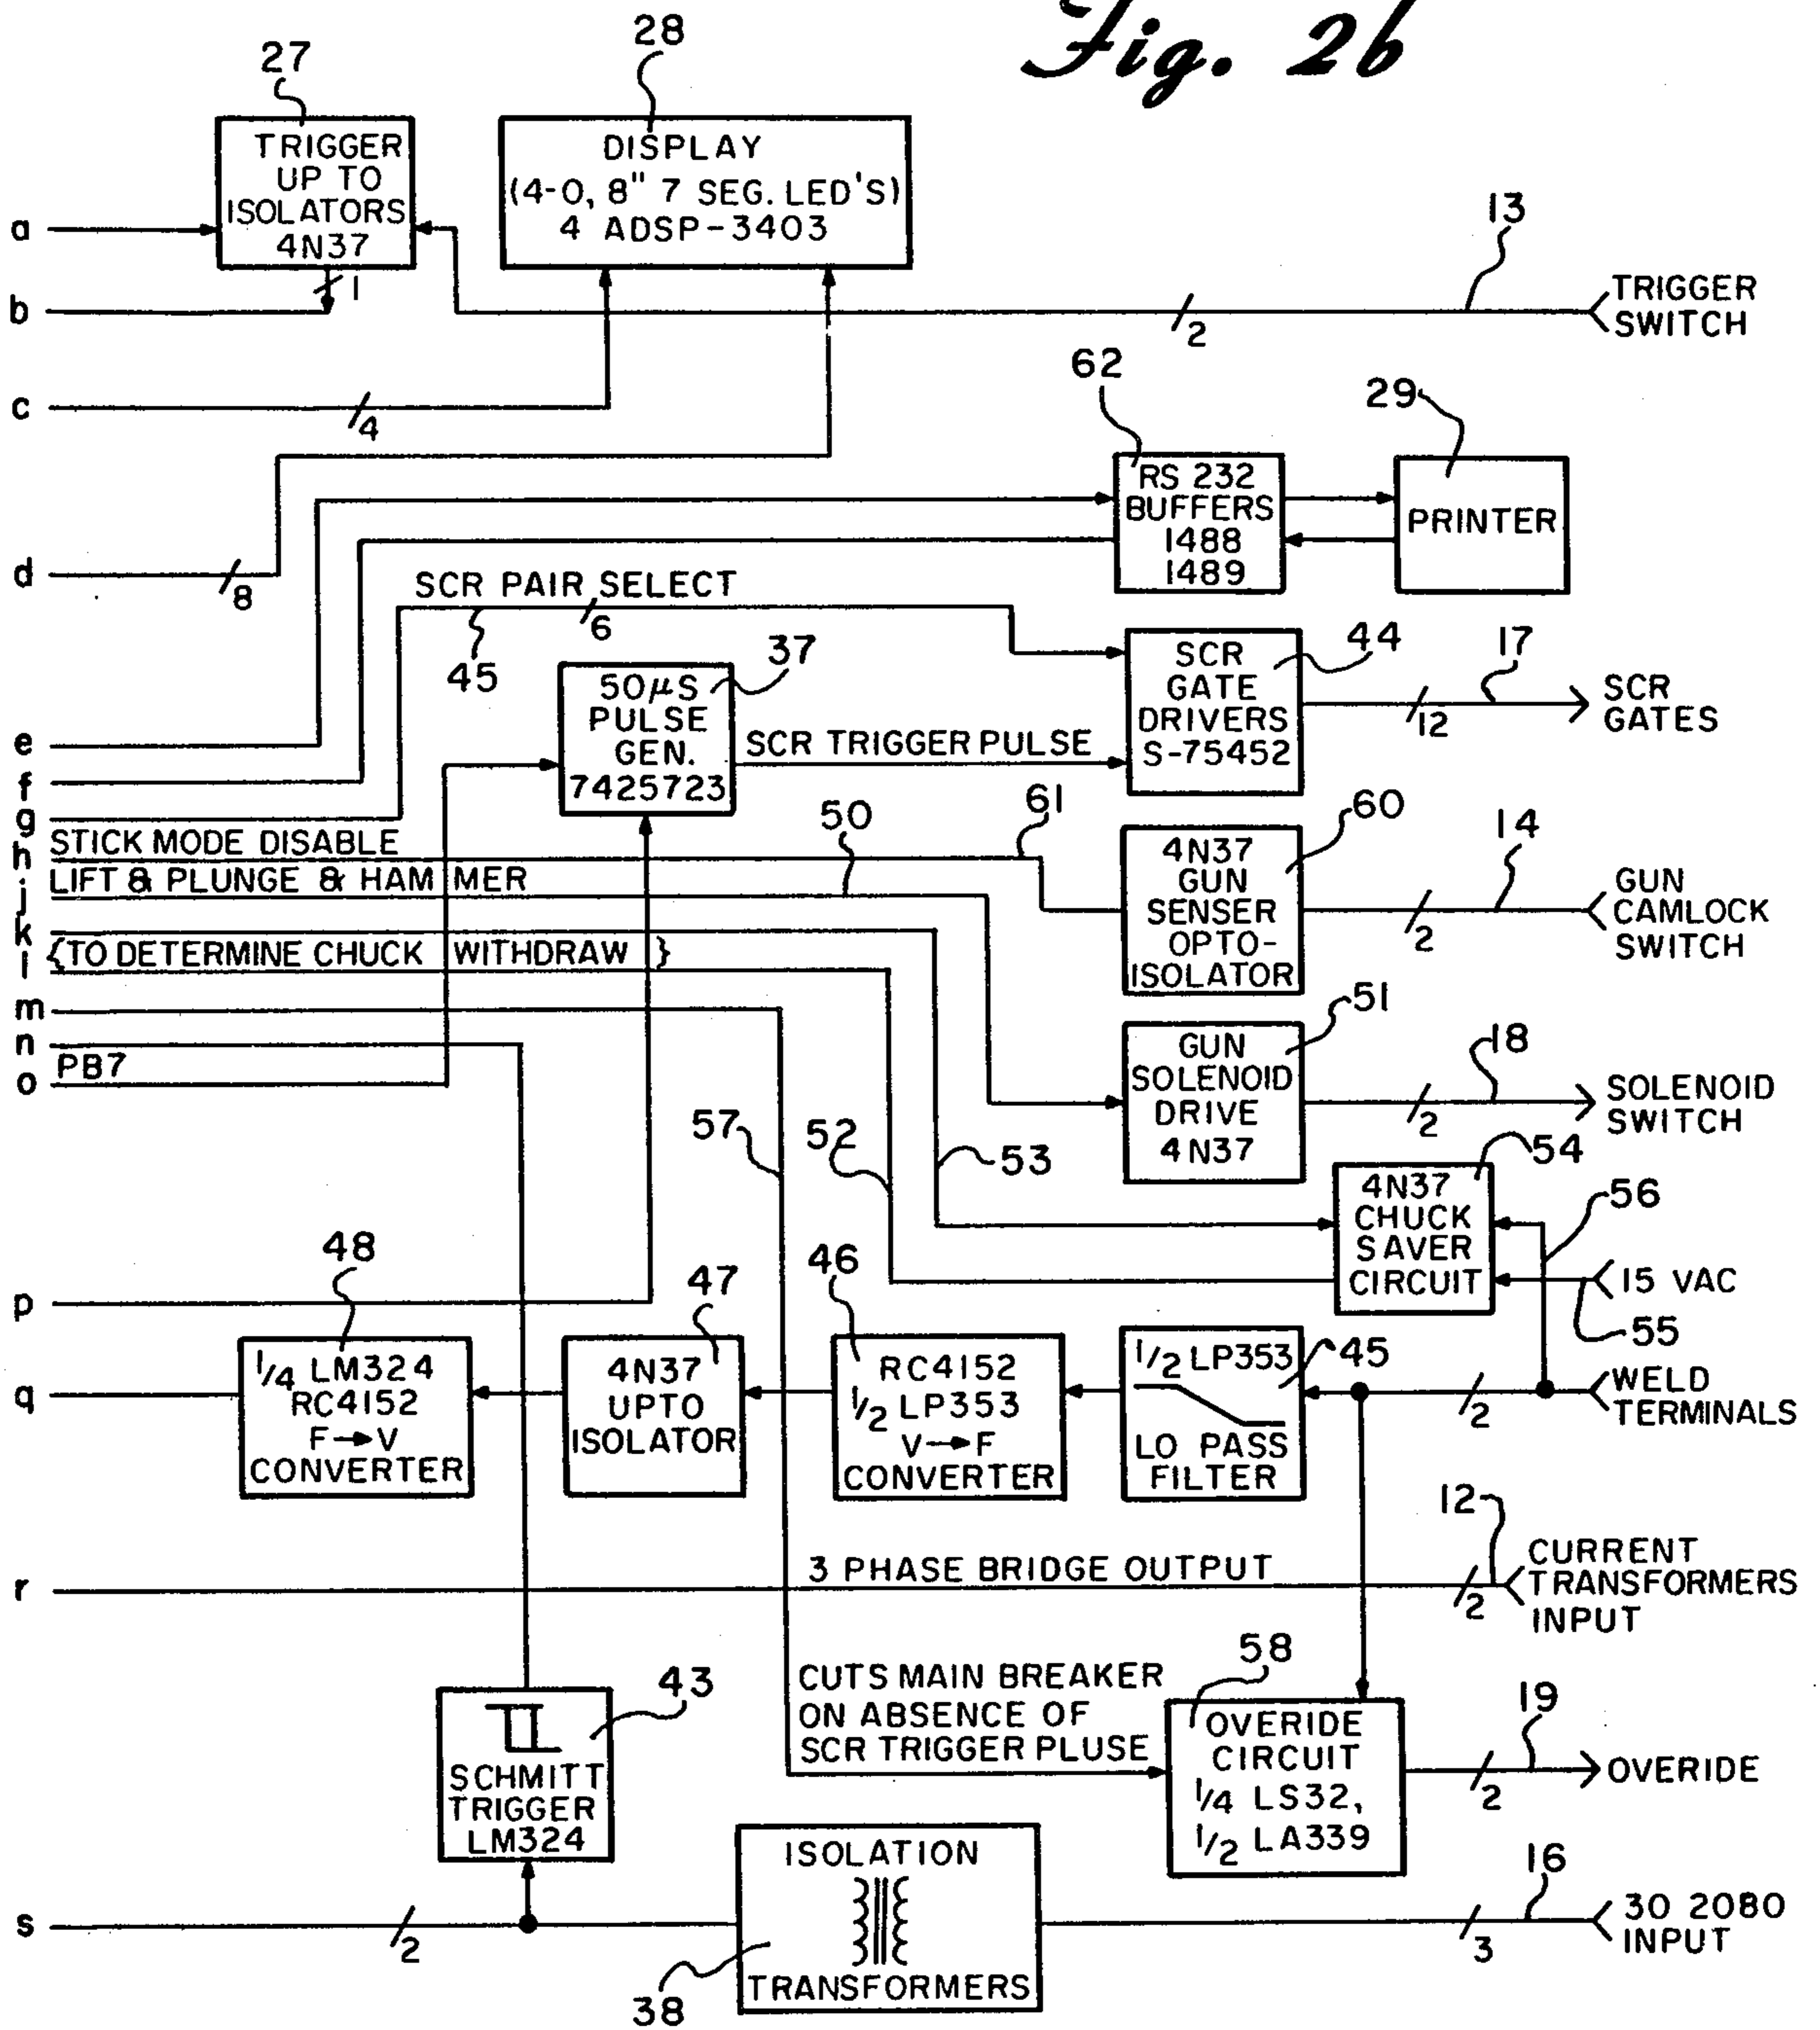 Fig. 2b
27
28
TRIGGER
UP TO
ISOLATORS
4N37
DISPLAY
(4-0, 8" 7 SEG. LED'S)
4 ADSP-3403
a
1
b
2
13
TRIGGER
SWITCH
c
4
62
29
RS 232
BUFFERS
1488
1489
PRINTER
d
8
SCR PAIR SELECT
6
45
37
50μS
PULSE
GEN.
7425723
SCR TRIGGER PULSE
44
SCR
GATE
DRIVERS
S-75452
17
12
SCR
GATES
e
f
g
h
STICK MODE DISABLE
61
50
j
LIFT & PLUNGE & HAMMER
k
l
{TO DETERMINE CHUCK WITHDRAW}
60
4N37
GUN
SENSER
OPTO-
ISOLATOR
14
2
GUN
CAMLOCK
SWITCH
m
n
o
PB7
51
GUN
SOLENOID
DRIVE
4N37
18
2
SOLENOID
SWITCH
57
52
53
54
4N37
CHUCK
SAVER
CIRCUIT
56
15 VAC
55
p
48
1/4 LM324
RC4152
F→V
CONVERTER
47
4N37
UPTO
ISOLATOR
46
RC4152
1/2 LP353
V→F
CONVERTER
45
1/2 LP353
LO PASS
FILTER
2
WELD
TERMINALS
q
r
3 PHASE BRIDGE OUTPUT
12
2
CURRENT
TRANSFORMERS
INPUT
43
SCHMITT
TRIGGER
LM324
CUTS MAIN BREAKER
ON ABSENCE OF
SCR TRIGGER PLUSE
58
OVERIDE
CIRCUIT
1/4 LS32,
1/2 LA339
19
2
OVERIDE
s
2
ISOLATION
TRANSFORMERS
38
16
3
30 2080
INPUT